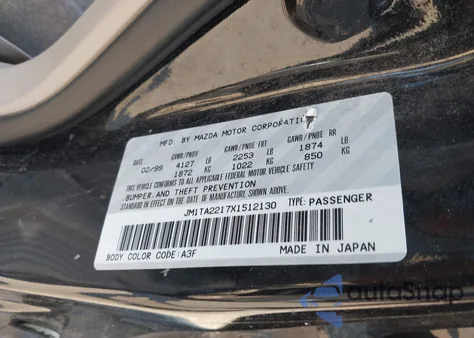 MFD. BY MAZDA MOTOR CORPORATION
GVWR/PNBV GAWR/PNBE FRT GAWR/PNBE RR
02/99 4127 LB 2253 LB 1874 LB
1872 KG 1022 KG 850 KG
THIS VEHICLE CONFORMS TO ALL APPLICABLE FEDERAL MOTOR VEHICLE SAFETY
,BUMPER,AND THEFT PREVENTION
STANDARDS IN EFFECT ON THE DATE OF MANUFACTURE SHOWN ABOVE.
JM1TA2217X1512130 TYPE: PASSENGER
BODY COLOR CODE:A3F MADE IN JAPAN
autoSnap